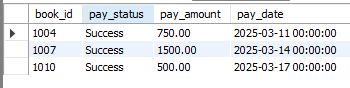 book_id pay_status pay_amount pay_date
1004 Success 750.00 2025-03-11 00:00:00
1007 Success 1500.00 2025-03-14 00:00:00
1010 Success 500.00 2025-03-17 00:00:00